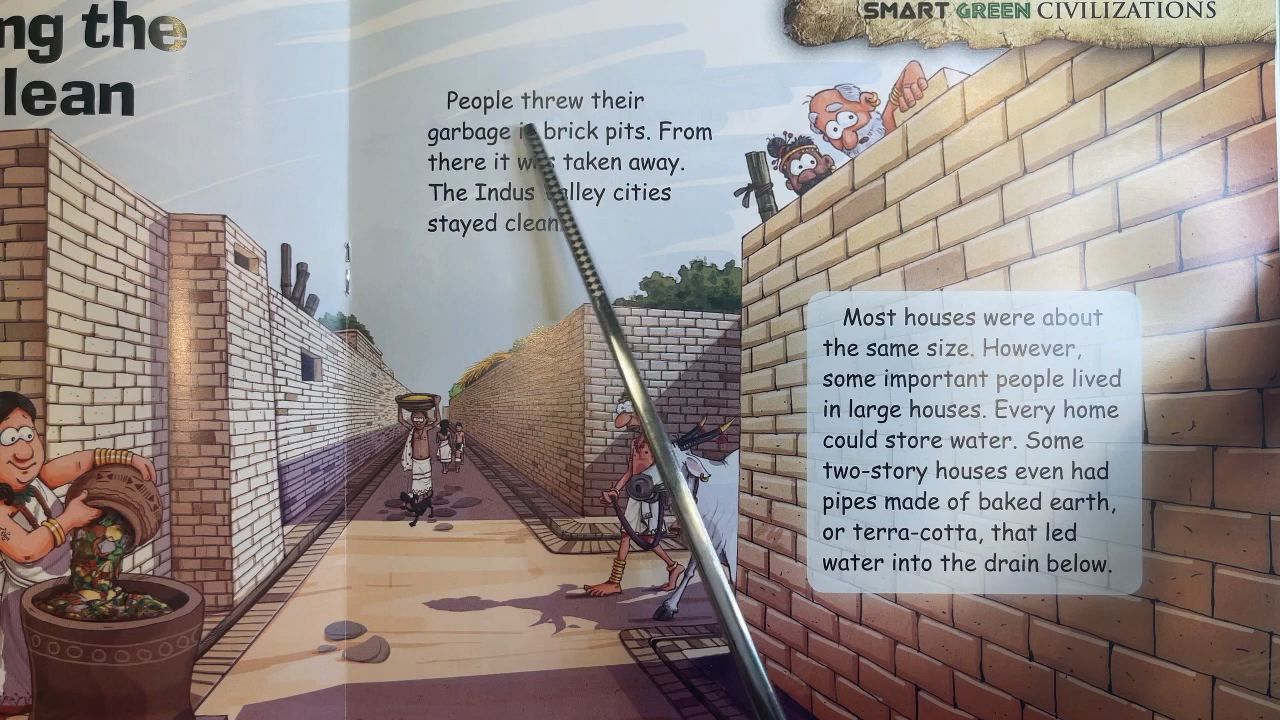 ng the
lean
SMART GREEN CIVILIZATIONS
People threw their
garbage brick pits. From
there it was taken away.
The Indus Valley cities
stayed clean.
Most houses were about
the same size. However,
some important people lived
in large houses. Every home
could store water. Some
two-story houses even had
pipes made of baked earth,
or terra-cotta, that led
water into the drain below.